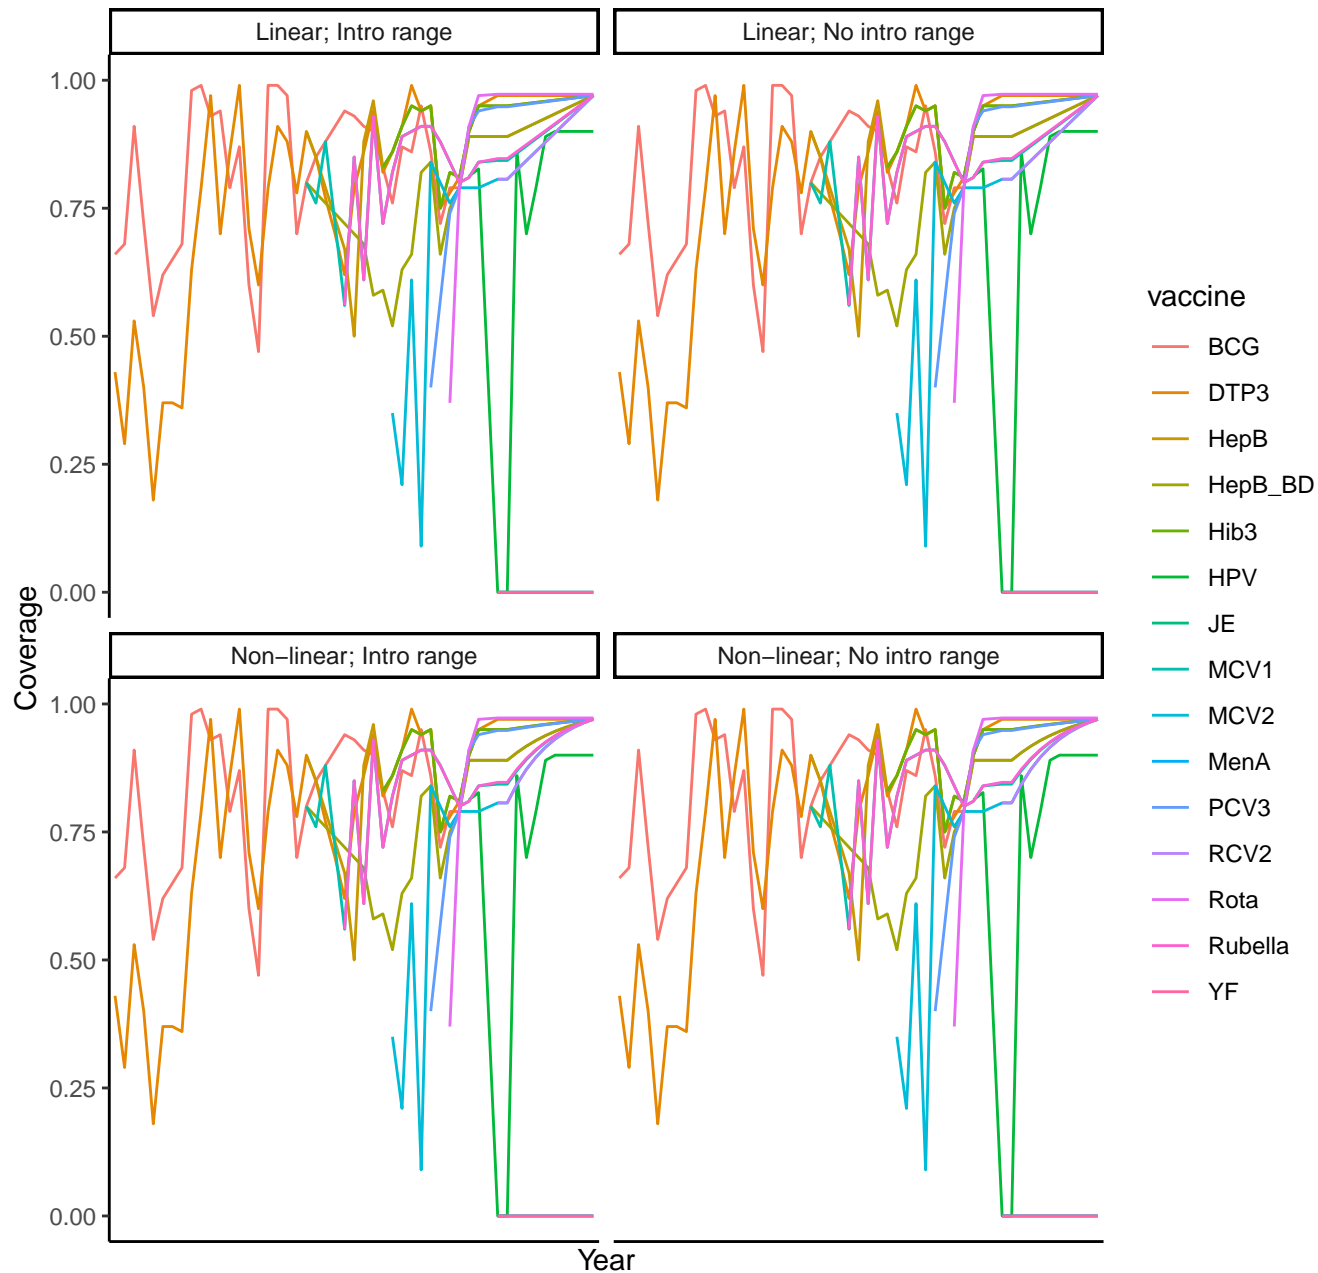 Linear; Intro range
Linear; No intro range
1.00
0.75
0.50
0.25
0.00
Non−linear; Intro range
Non−linear; No intro range
1.00
0.75
0.50
0.25
0.00
Coverage
Year
vaccine
BCG
DTP3
HepB
HepB_BD
Hib3
HPV
JE
MCV1
MCV2
MenA
PCV3
RCV2
Rota
Rubella
YF